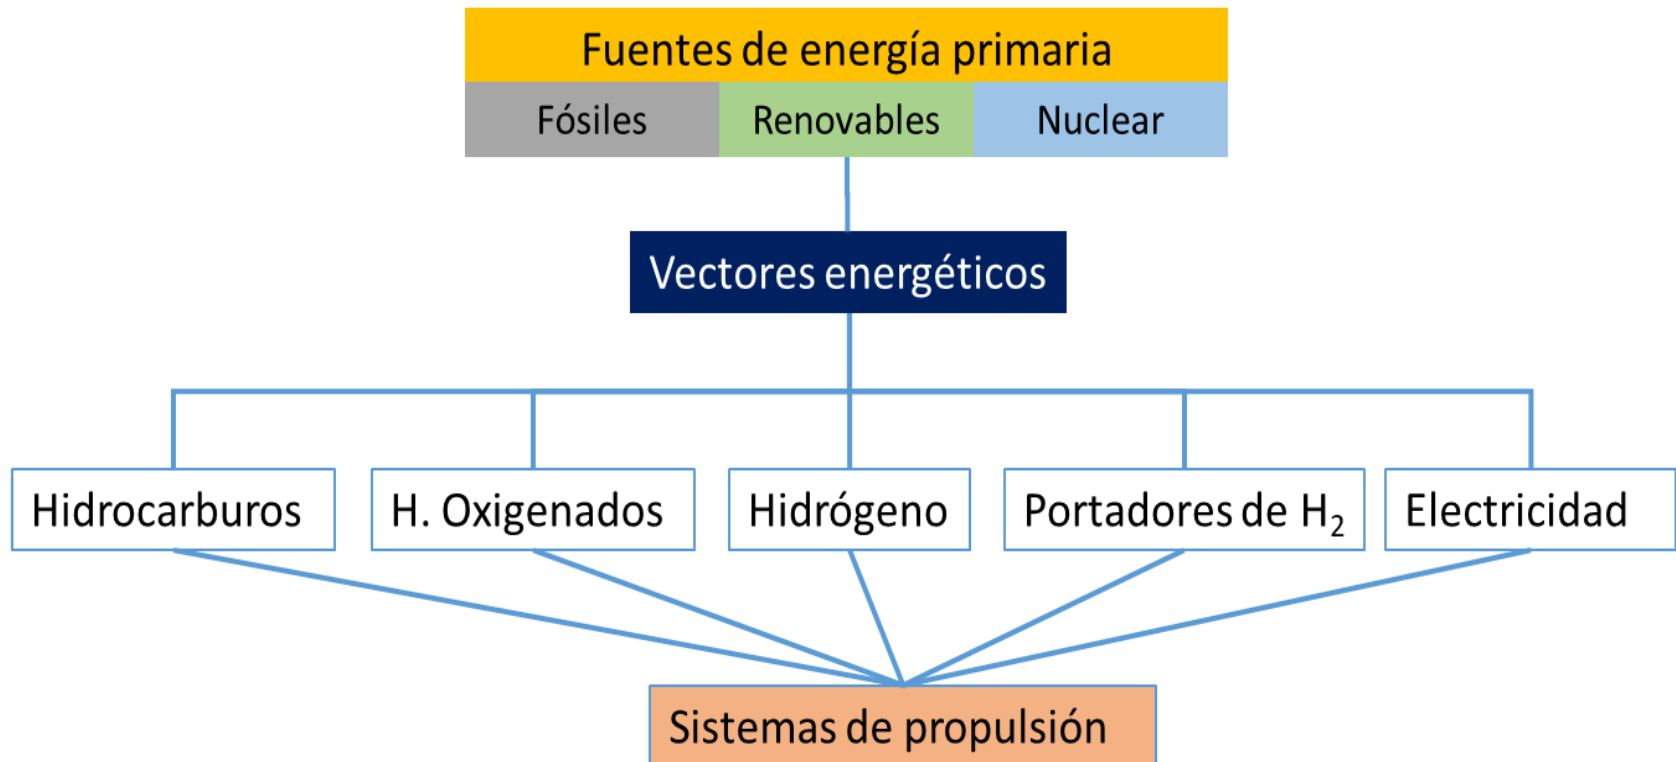 Fuentes de energía primaria
Fósiles
Renovables
Nuclear
Vectores energéticos
Hidrocarburos
H. Oxigenados
Hidrógeno
Portadores de H₂
Electricidad
Sistemas de propulsión